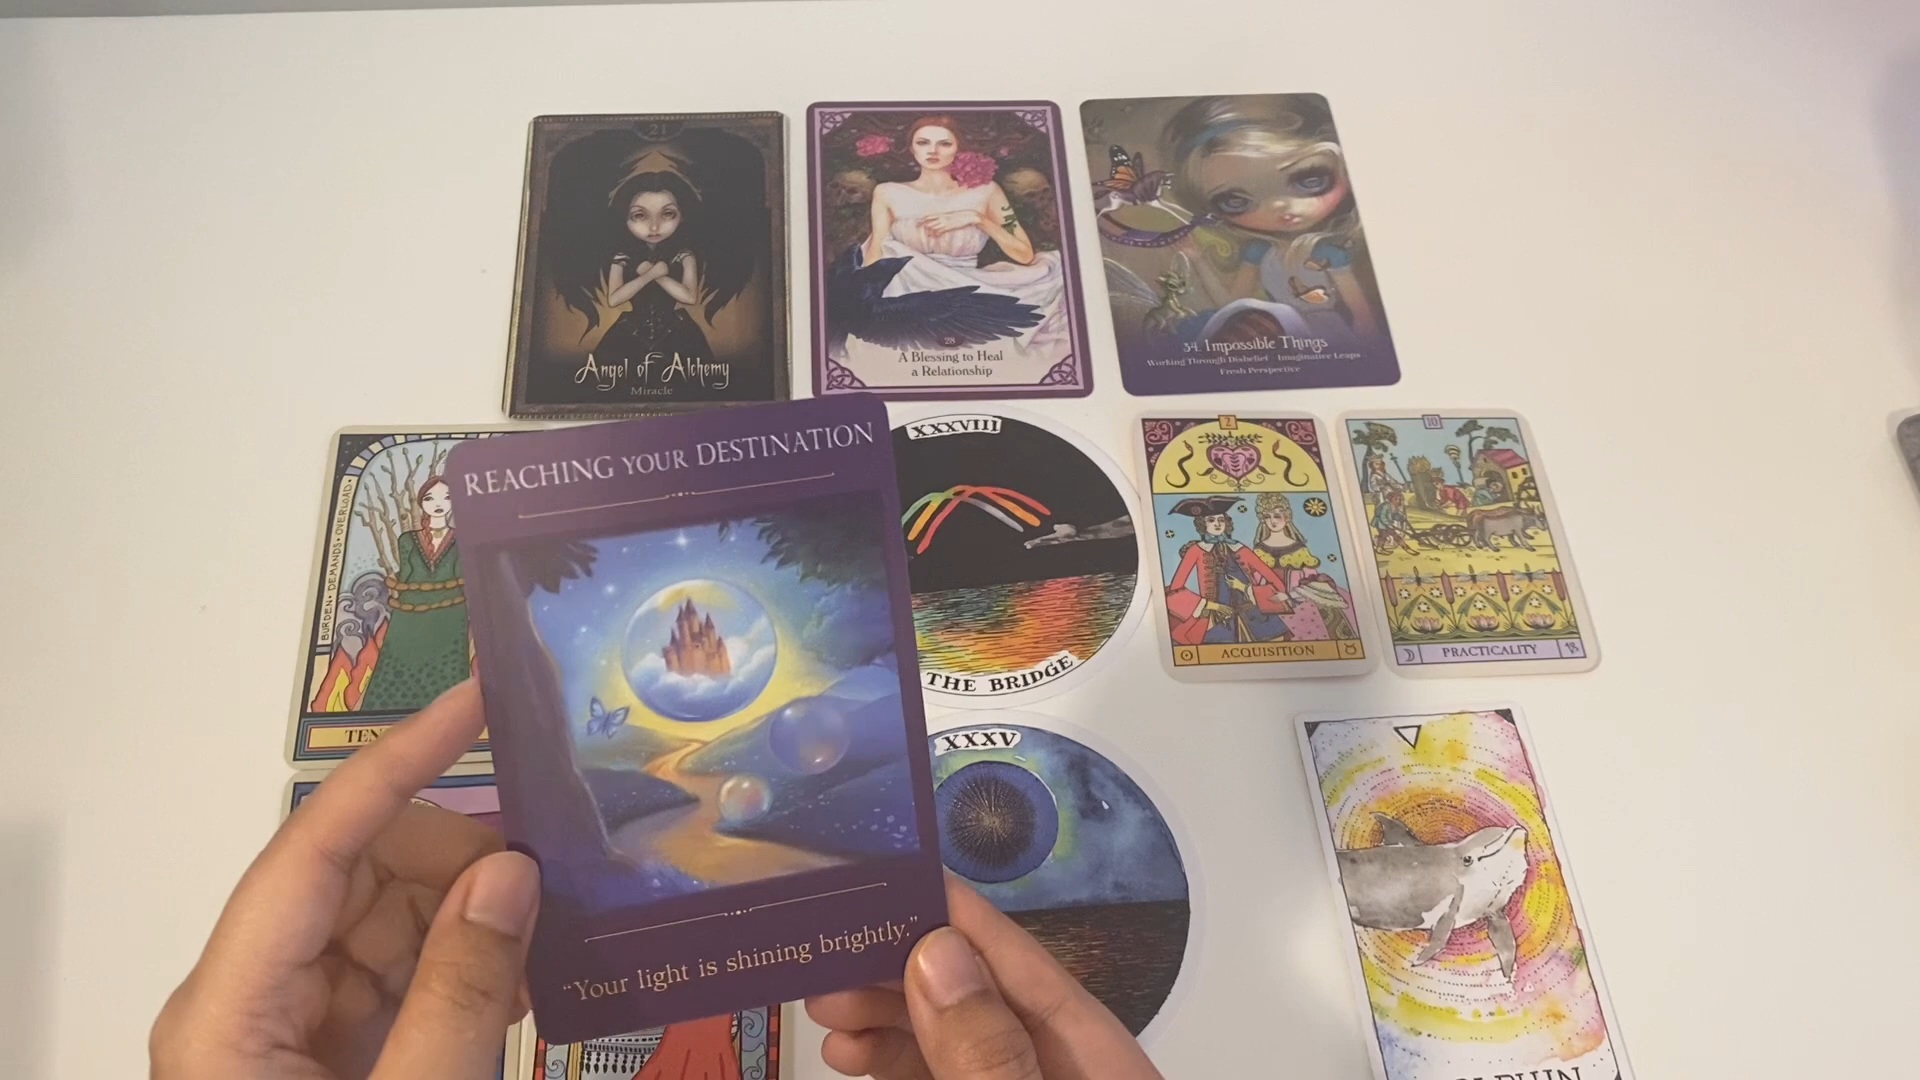 21
Angel of Alchemy
Miracle
28
A Blessing to Heal
a Relationship
34. Impossible Things
Working Through Disbelief Imaginative Leaps
Fresh Perspective
BURDEN • DEMANDS • OVERLOAD •
TEN
REACHING YOUR DESTINATION
"Your light is shining brightly."
XXXVIII
THE BRIDGE
2
ACQUISITION
10
PRACTICALITY
XXXV